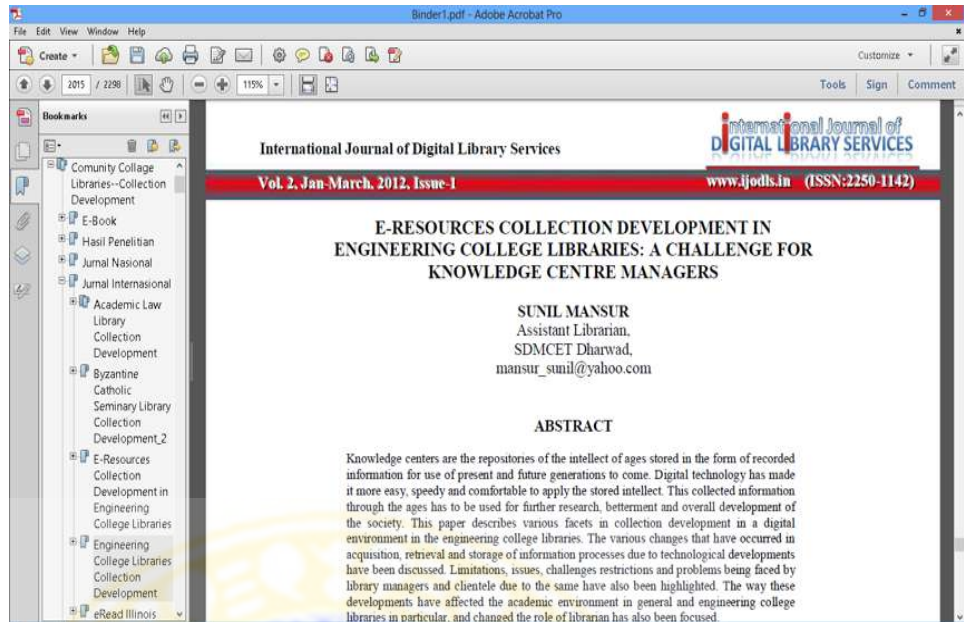 Binder1.pdf - Adobe Acrobat Pro
File Edit View Window Help
Create
Customize
2015 / 2298
115%
Tools Sign Comment
Bookmarks
Comunity Collage
Libraries--Collection
Development
E-Book
Hasil Penelitian
Jurnal Nasional
Jurnal Internasional
Academic Law
Library
Collection
Development
Byzantine
Catholic
Seminary Library
Collection
Development_2
E-Resources
Collection
Development in
Engineering
College Libraries
Engineering
College Libraries
Collection
Development
eRead Illinois
International Journal of Digital Library Services
International Journal of
DIGITAL LIBRARY SERVICES
Vol. 2, Jan-March, 2012, Issue-1
www.ijodls.in (ISSN:2250-1142)
E-RESOURCES COLLECTION DEVELOPMENT IN
ENGINEERING COLLEGE LIBRARIES: A CHALLENGE FOR
KNOWLEDGE CENTRE MANAGERS
SUNIL MANSUR
Assistant Librarian,
SDMCET Dharwad,
mansur_sunil@yahoo.com
ABSTRACT
Knowledge centers are the repositories of the intellect of ages stored in the form of recorded
information for use of present and future generations to come. Digital technology has made
it more easy, speedy and comfortable to apply the stored intellect. This collected information
through the ages has to be used for further research, betterment and overall development of
the society. This paper describes various facets in collection development in a digital
environment in the engineering college libraries. The various changes that have occurred in
acquisition, retrieval and storage of information processes due to technological developments
have been discussed. Limitations, issues, challenges restrictions and problems being faced by
library managers and clientele due to the same have also been highlighted. The way these
developments have affected the academic environment in general and engineering college
libraries in particular, and changed the role of librarian has also been focused.